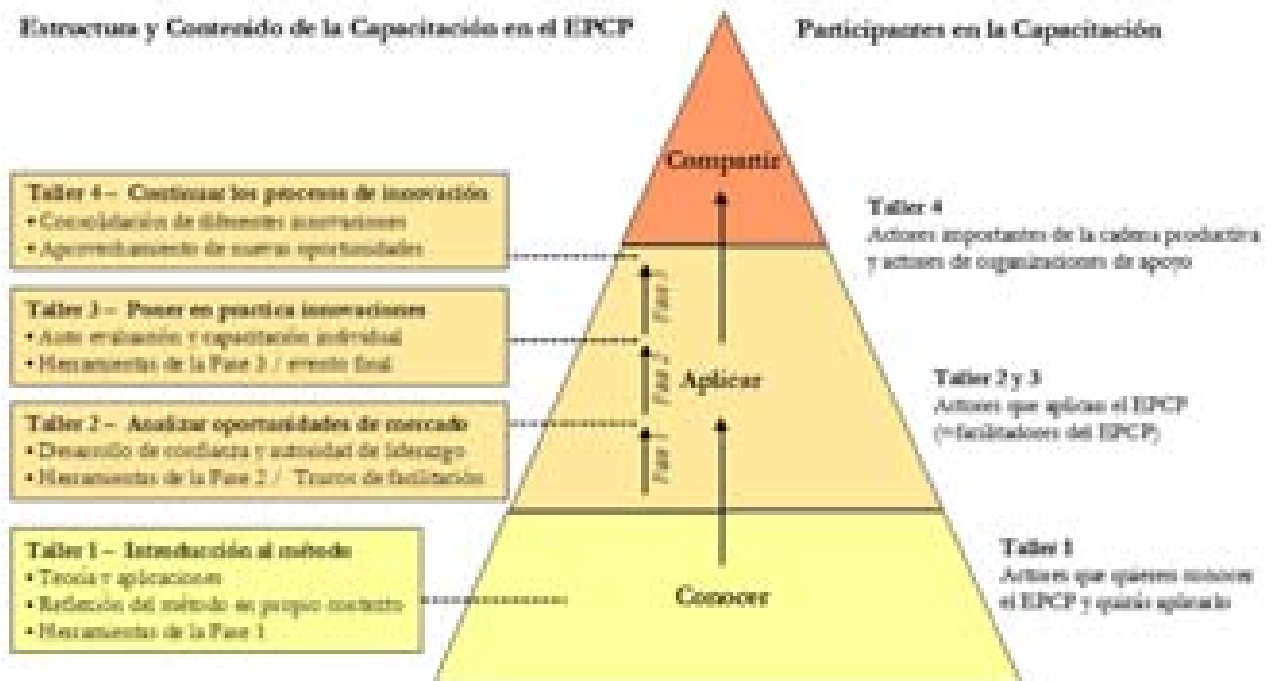 Estructura y Contenido de la Capacitación en el EPCP
Participantes en la Capacitación
Compartir
Taller 4 – Continuar los procesos de innovación
• Consolidación de diferentes innovaciones
• Aprovechamiento de nuevas oportunidades
Taller 4
Actores importantes de la cadena productiva
y actores de organizaciones de apoyo
Taller 3 – Poner en practica innovaciones
• Auto evaluación y capacitación individual
• Herramientas de la Fase 3 / evento final
Fase 3
Fase 2
Fase 1
Aplicar
Taller 2 y 3
Actores que aplican el EPCP
(=facilitadores del EPCP)
Taller 2 – Analizar oportunidades de mercado
• Desarrollo de confianza y autoridad de liderazgo
• Herramientas de la Fase 2 / Trucos de facilitación
Taller 1 – Introducción al método
• Teoría y aplicaciones
• Reflexión del método en propio contexto
• Herramientas de la Fase 1
Conocer
Taller 1
Actores que quieren conocer
el EPCP y quizás aplicarlo